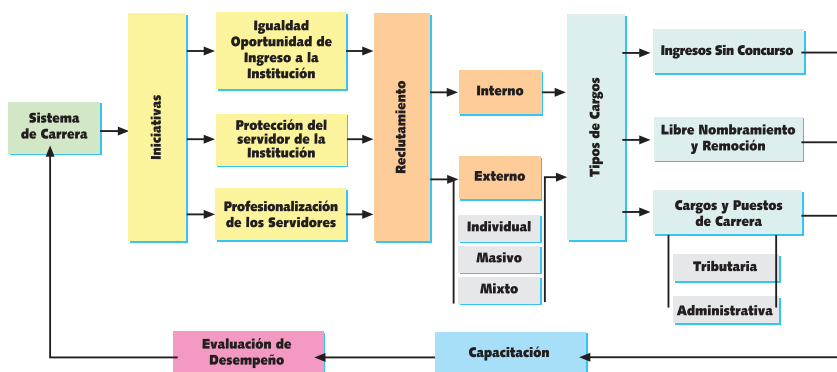 Sistema
de Carrera
Iniciativas
Igualdad
Oportunidad de
Ingreso a la
Institución
Protección del
servidor de la
Institución
Profesionalización
de los Servidores
Reclutamiento
Interno
Externo
Individual
Masivo
Mixto
Tipos de Cargos
Ingresos Sin Concurso
Libre Nombramiento
y Remoción
Cargos y Puestos
de Carrera
Tributaria
Administrativa
Capacitación
Evaluación de
Desempeño